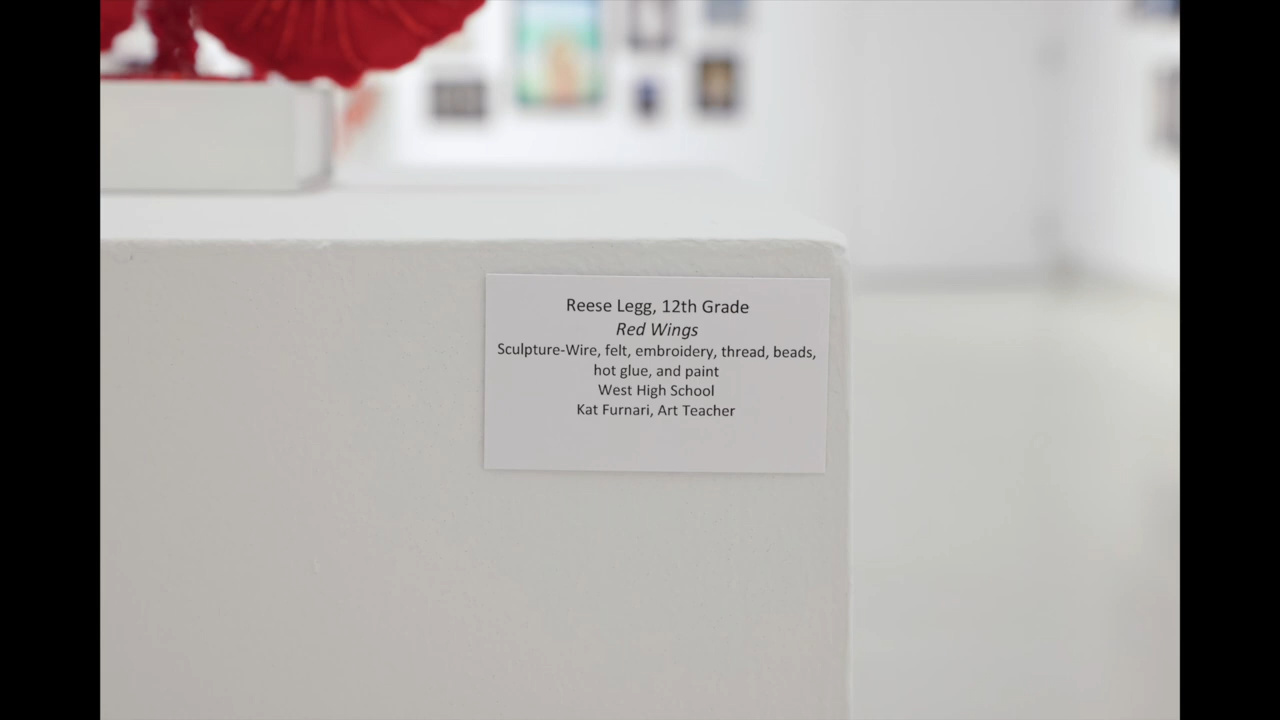 Reese Legg, 12th Grade
Red Wings
Sculpture-Wire, felt, embroidery, thread, beads,
hot glue, and paint
West High School
Kat Furnari, Art Teacher